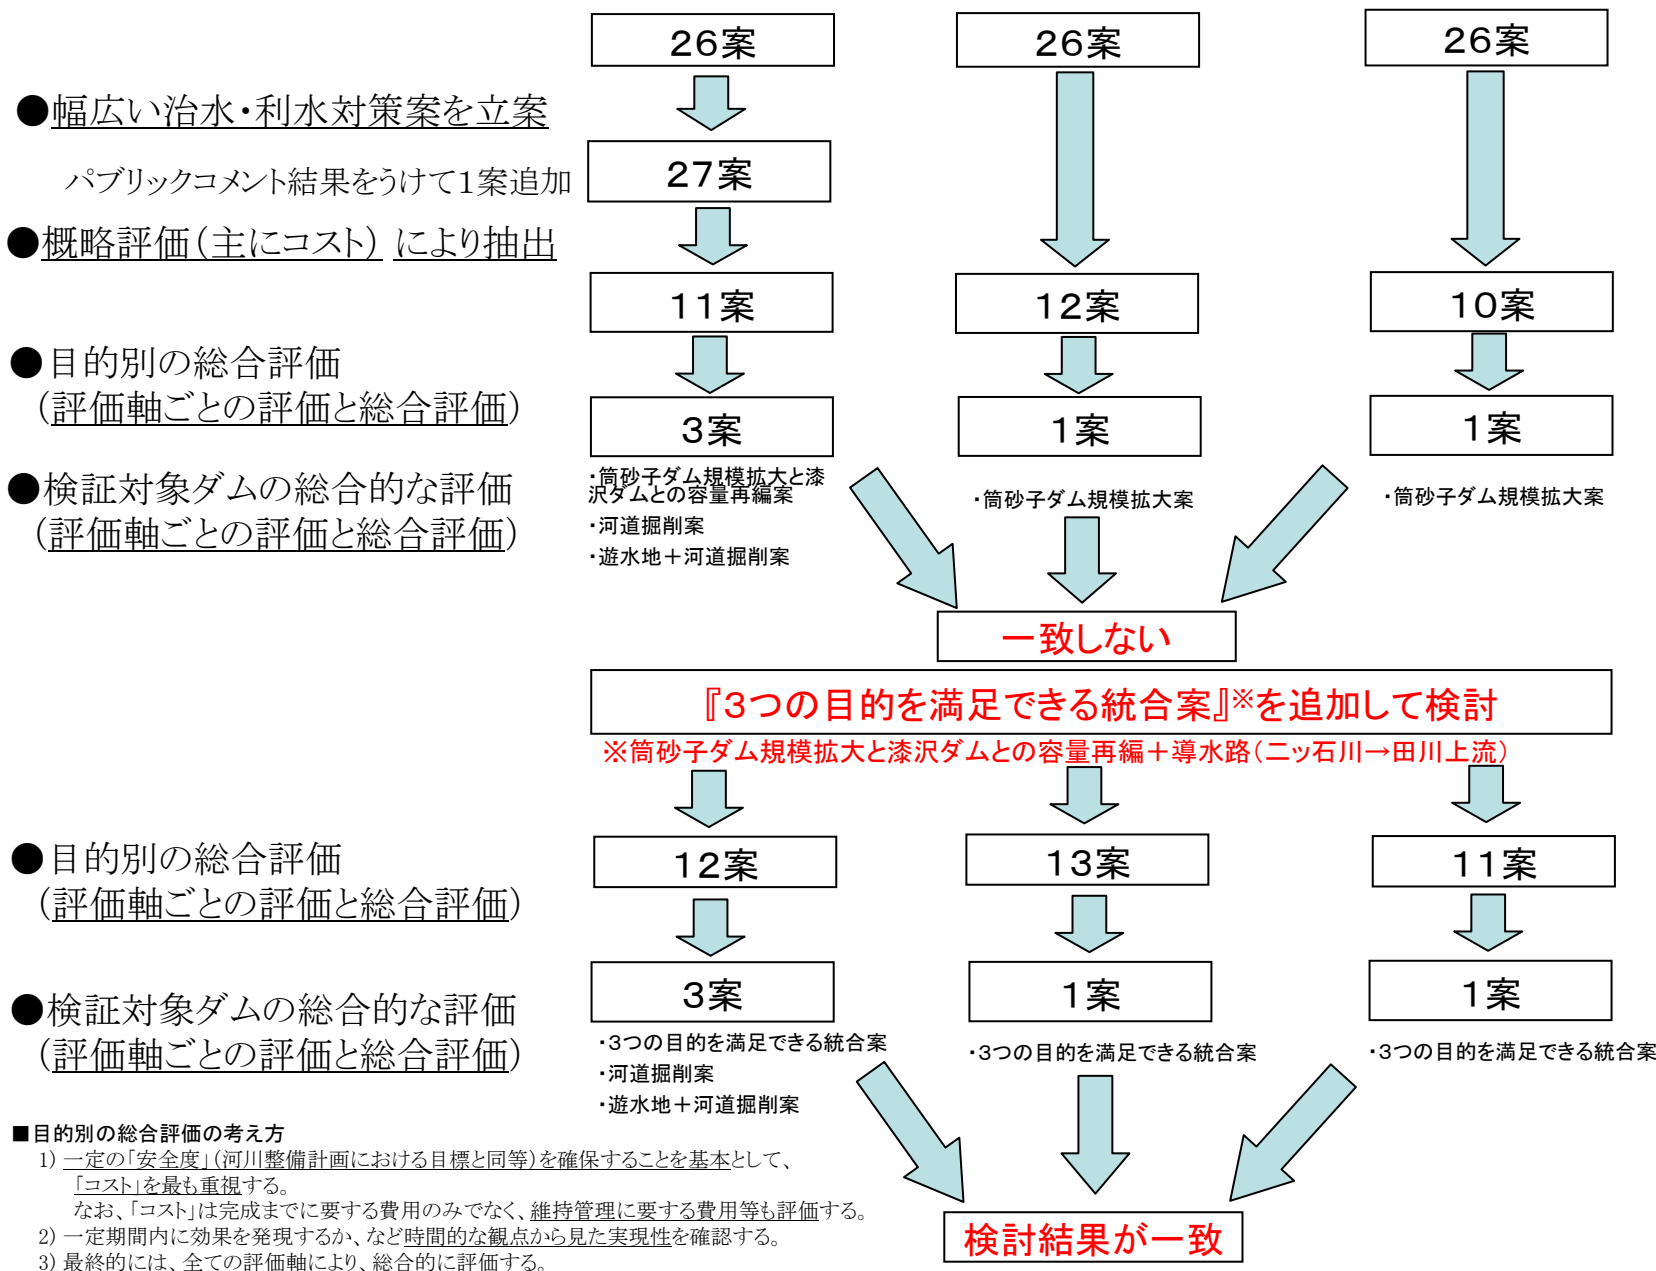 26案
26案
26案
●幅広い治水・利水対策案を立案
パブリックコメント結果をうけて1案追加
27案
●概略評価(主にコスト) により抽出
11案
12案
10案
●目的別の総合評価
(評価軸ごとの評価と総合評価)
3案
1案
1案
●検証対象ダムの総合的な評価
(評価軸ごとの評価と総合評価)
・筒砂子ダム規模拡大と漆
沢ダムとの容量再編案
・河道掘削案
・遊水地+河道掘削案
・筒砂子ダム規模拡大案
・筒砂子ダム規模拡大案
一致しない
『3つの目的を満足できる統合案』※を追加して検討
※筒砂子ダム規模拡大と漆沢ダムとの容量再編+導水路(二ッ石川→田川上流)
●目的別の総合評価
(評価軸ごとの評価と総合評価)
12案
13案
11案
●検証対象ダムの総合的な評価
(評価軸ごとの評価と総合評価)
3案
1案
1案
・3つの目的を満足できる統合案
・河道掘削案
・遊水地+河道掘削案
・3つの目的を満足できる統合案
・3つの目的を満足できる統合案
検討結果が一致
■目的別の総合評価の考え方
1) 一定の「安全度」(河川整備計画における目標と同等)を確保することを基本として、
「コスト」を最も重視する。
なお、「コスト」は完成までに要する費用のみでなく、維持管理に要する費用等も評価する。
2) 一定期間内に効果を発現するか、など時間的な観点から見た実現性を確認する。
3) 最終的には、全ての評価軸により、総合的に評価する。